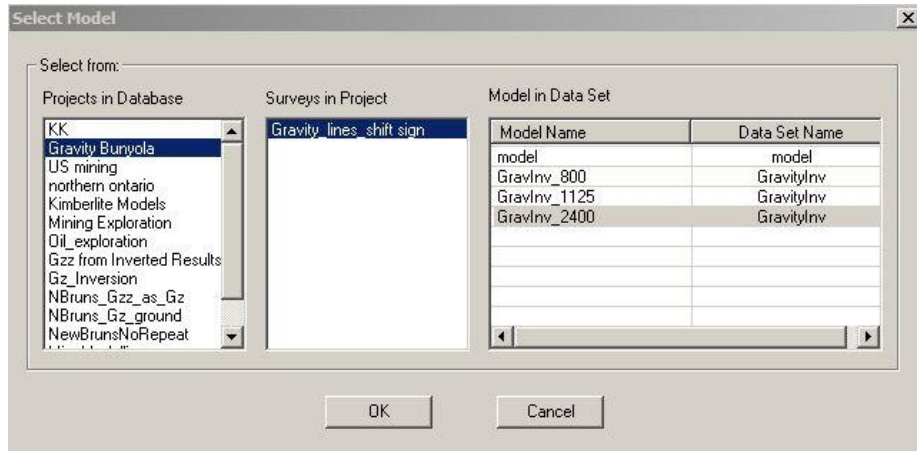 Select Model
Select from:
Projects in Database
KK
Gravity Bunyola
US mining
northern ontario
Kimberlite Models
Mining Exploration
Oil_exploration
Gzz from Inverted Results
Gz_Inversion
NBruns_Gzz_as_Gz
NBruns_Gz_ground
NewBrunsNoRepeat
Surveys in Project
Gravity_lines_shift sign
Model in Data Set
Model Name Data Set Name
model model
GravInv_800 GravityInv
GravInv_1125 GravityInv
GravInv_2400 GravityInv
OK Cancel